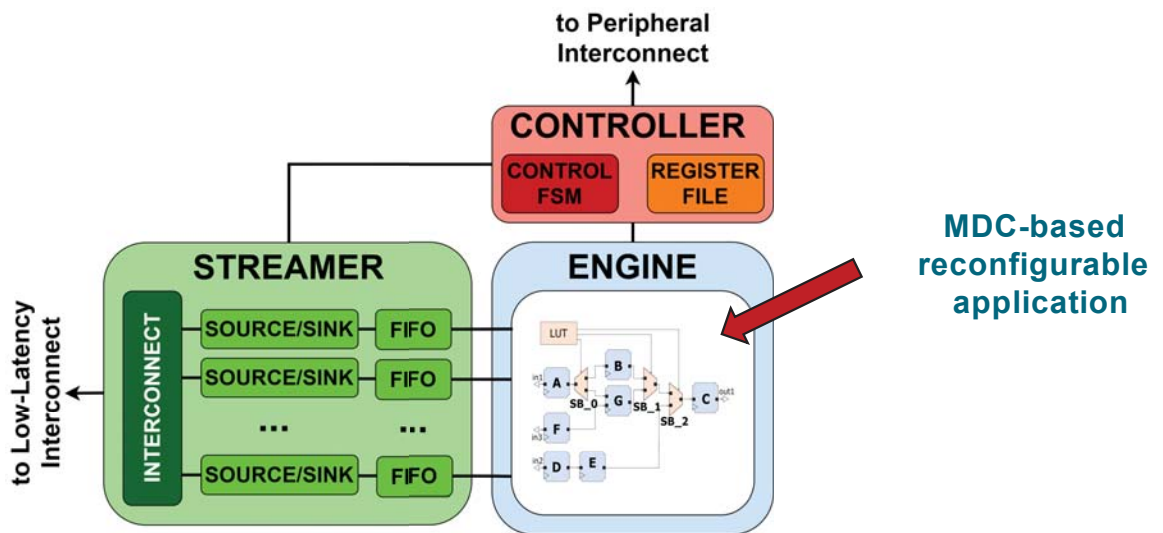 to Peripheral
Interconnect
CONTROLLER
CONTROL
FSM
REGISTER
FILE
MDC-based
reconfigurable
application
STREAMER
ENGINE
to Low-Latency
Interconnect
INTERCONNECT
SOURCE/SINK
FIFO
SOURCE/SINK
FIFO
...
...
SOURCE/SINK
FIFO
LUT
in1
A
SB_0
B
G
SB_1
SB_2
C
out1
F
in3
in2
D
E